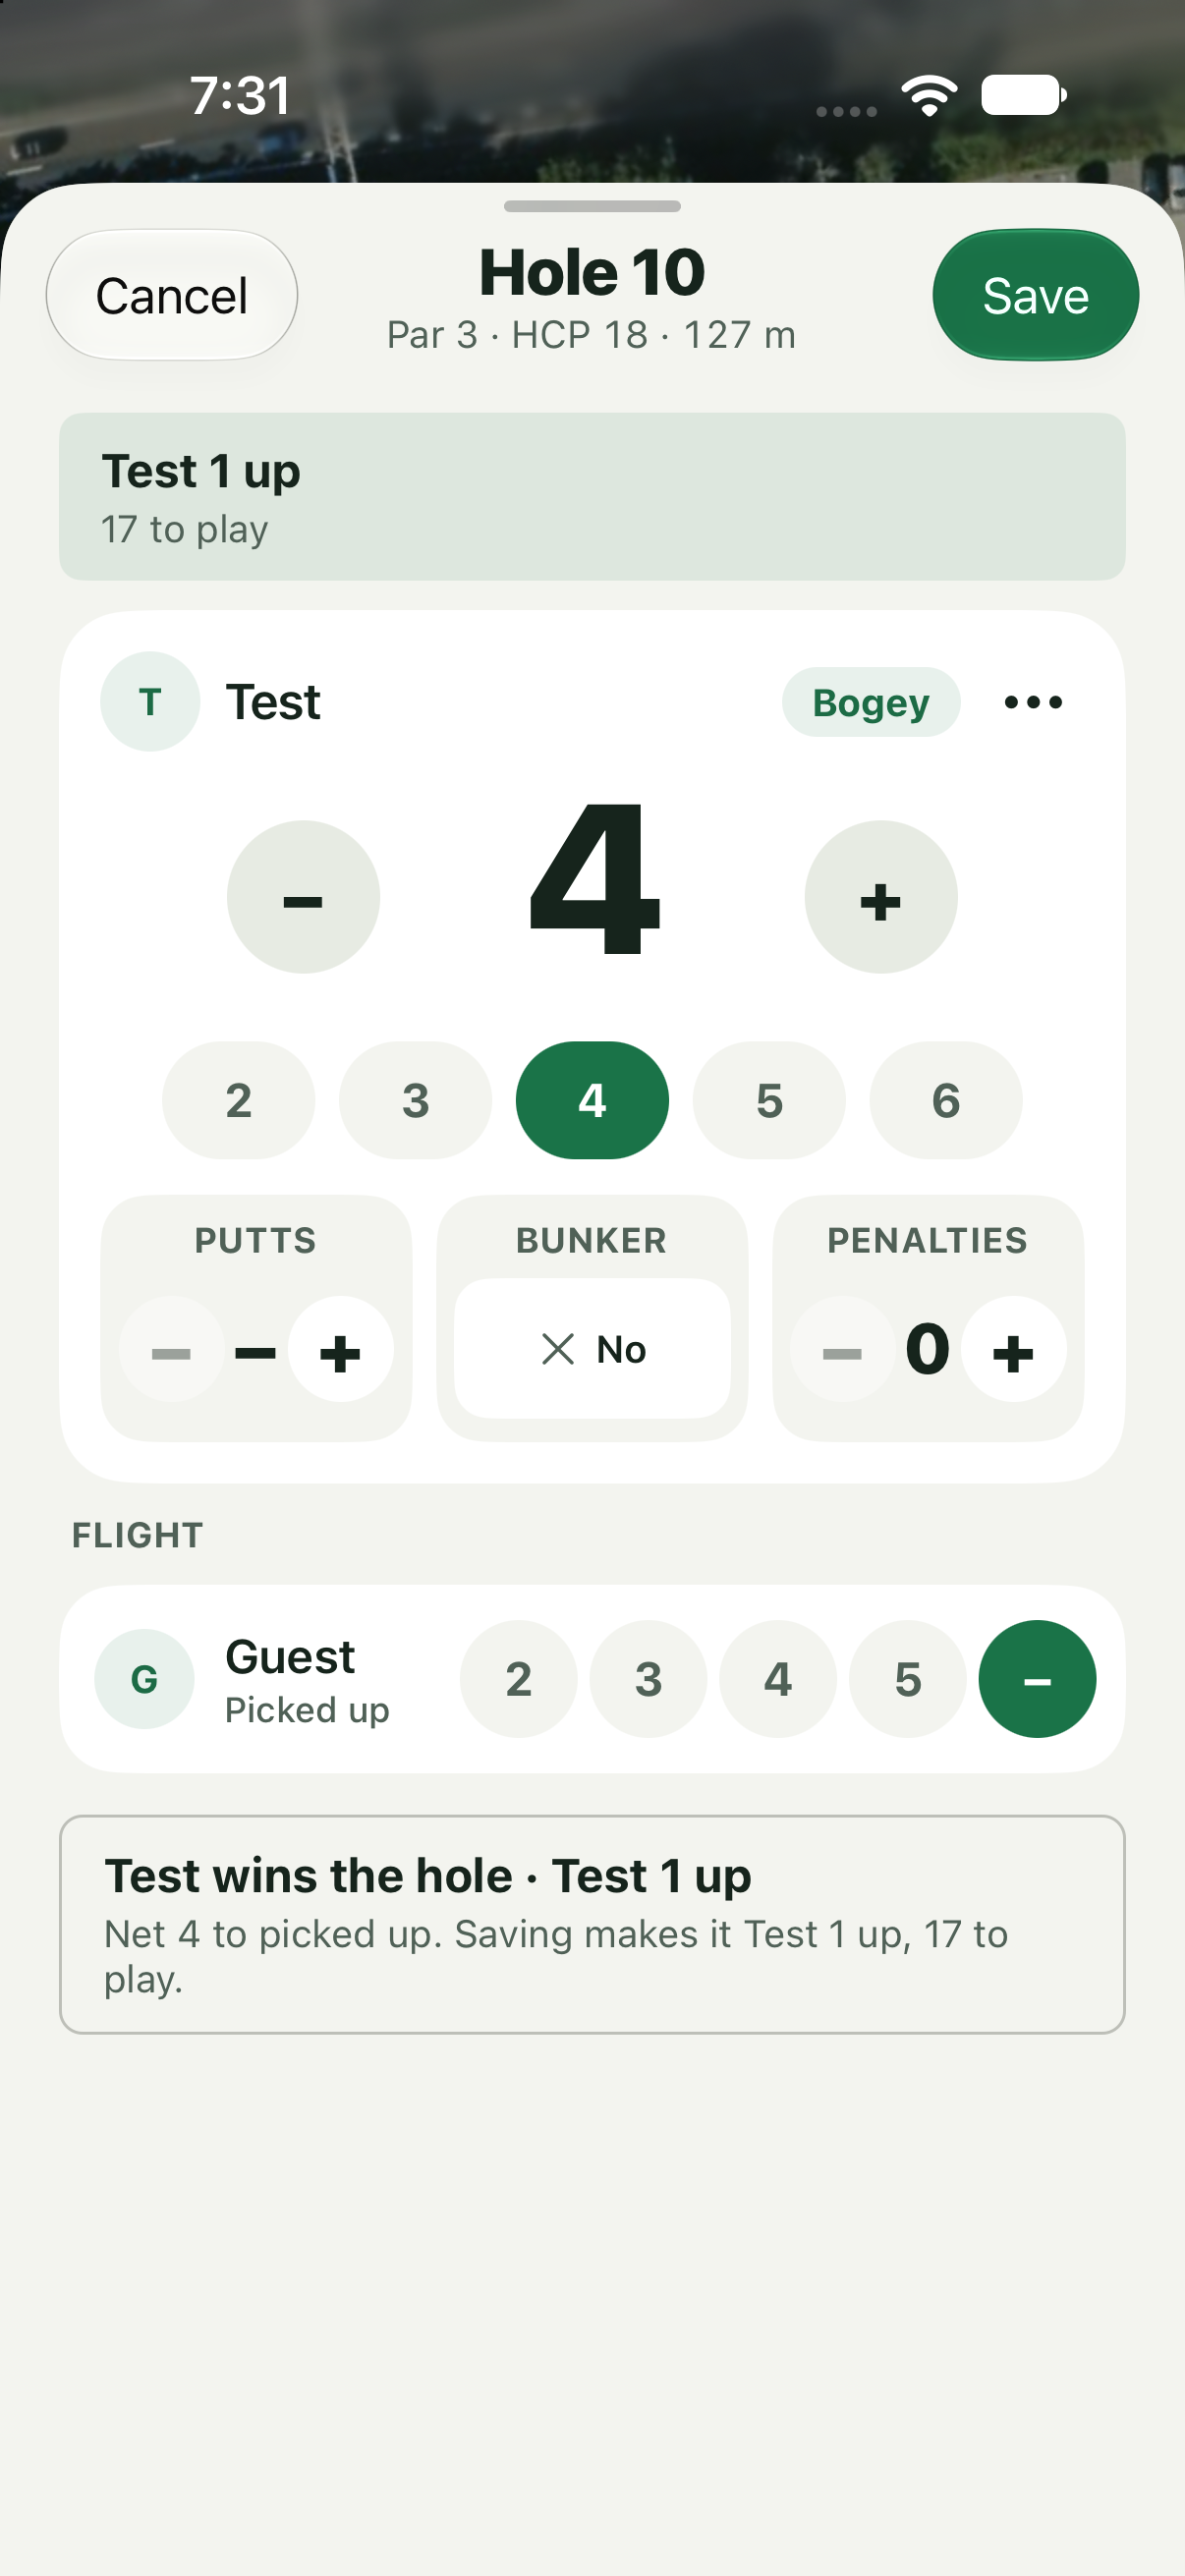 7:31
Cancel
Hole 10
Par 3 · HCP 18 · 127 m
Save
Test 1 up
17 to play
T
Test
Bogey
–
4
+
2
3
4
5
6
PUTTS
BUNKER
PENALTIES
– – +
No
– 0 +
FLIGHT
G
Guest
Picked up
2
3
4
5
–
Test wins the hole · Test 1 up
Net 4 to picked up. Saving makes it Test 1 up, 17 to
play.